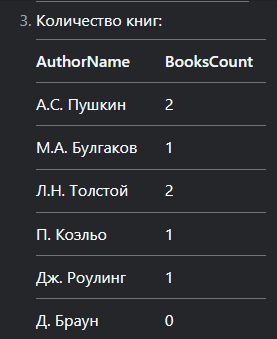 3. Количество книг:
AuthorName BooksCount
А.С. Пушкин 2
М.А. Булгаков 1
Л.Н. Толстой 2
П. Коэльо 1
Дж. Роулинг 1
Д. Браун 0